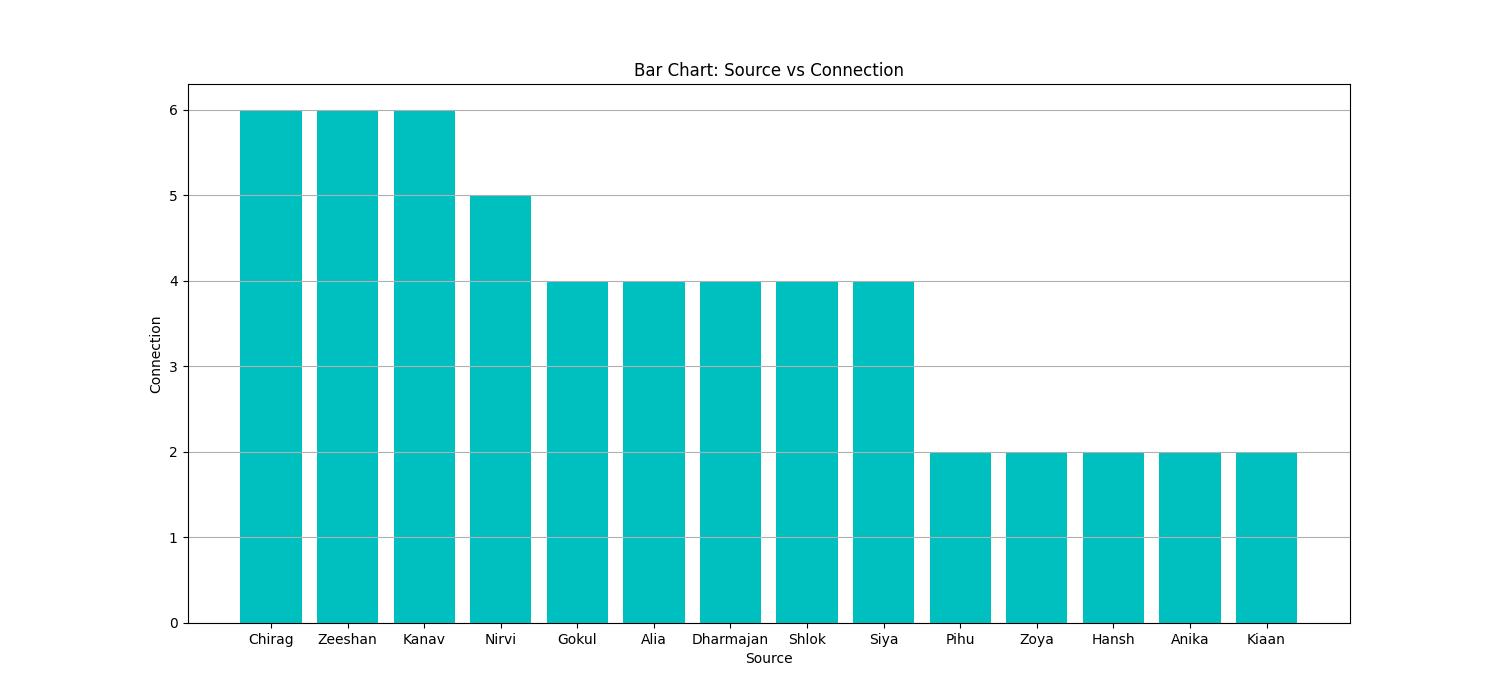 Bar Chart: Source vs Connection
6
5
4
3
2
1
0
Connection
Chirag Zeeshan Kanav Nirvi Gokul Alia Dharmajan Shlok Siya Pihu Zoya Hansh Anika Kiaan
Source